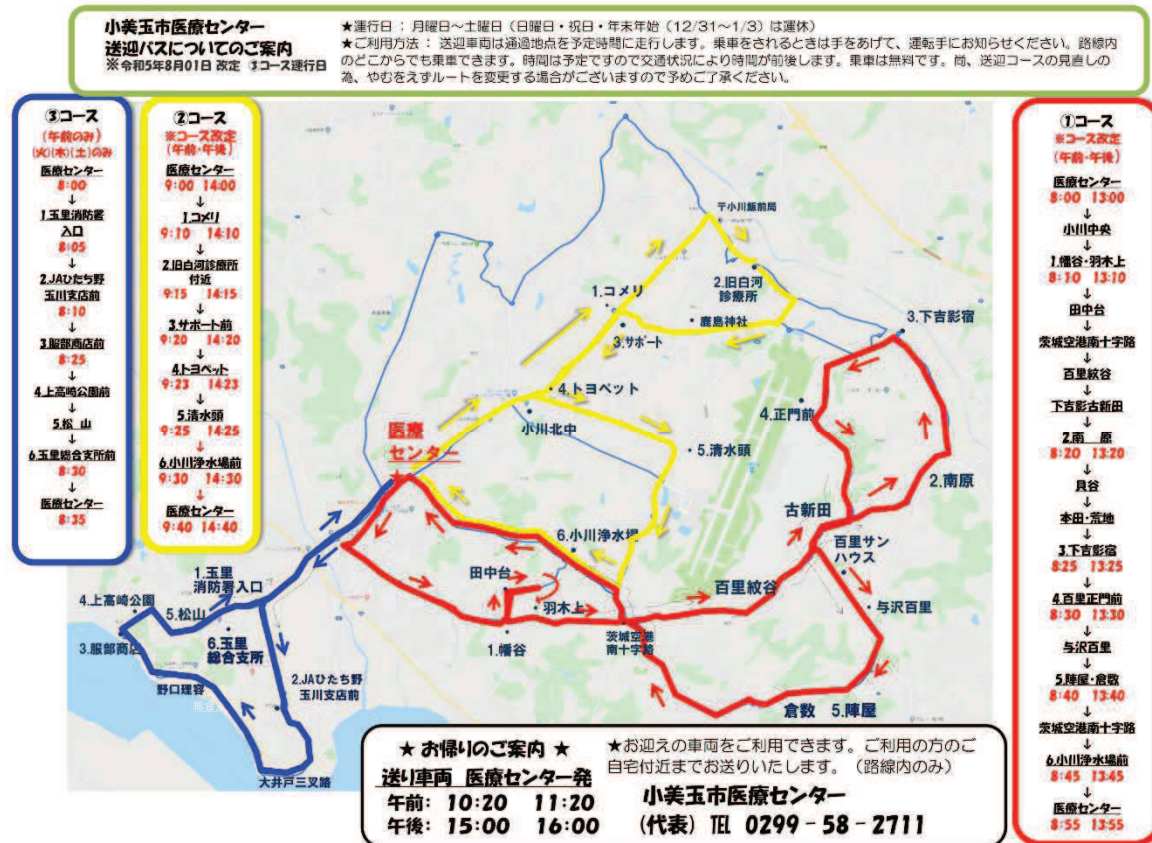 小美玉市医療センター
送迎バスについてのご案内
※令和5年8月01日 改定 ③コース運行日
★運行日 : 月曜日~土曜日(日曜日・祝日・年末年始(12/31~1/3)は運休)
★ご利用方法 : 送迎車両は通過地点を予定時間に走行します。乗車をされるときは手をあげて、運転手にお知らせください。路線内
のどこからでも乗車できます。時間は予定ですので交通状況により時間が前後します。乗車は無料です。尚、送迎コースの見直しの
為、やむをえずルートを変更する場合がございますので予めご了承ください。
③コース
(午前のみ)
(火)(木)(土)のみ
医療センター
8:00
↓
1.玉里消防署
入口
8:05
↓
2.JAひたち野
玉川支店前
8:10
↓
3.服部商店前
8:25
↓
4.上高崎公園前
↓
5.松 山
↓
6.玉里総合支所前
8:30
↓
医療センター
8:35
②コース
※コース改定
(午前・午後)
医療センター
9:00 14:00
↓
1.コメリ
9:10 14:10
↓
2.旧白河診療所
付近
9:15 14:15
↓
3.サポート前
9:20 14:20
↓
4.トヨペット
9:23 14:23
↓
5.清水頭
9:25 14:25
↓
6.小川浄水場前
9:30 14:30
↓
医療センター
9:40 14:40
①コース
※コース改定
(午前・午後)
医療センター
8:00 13:00
↓
小川中央
↓
1.幡谷・羽木上
8:10 13:10
↓
田中台
↓
茨城空港南十字路
↓
百里紋谷
↓
下吉影古新田
↓
2.南 原
8:20 13:20
↓
貝谷
↓
本田・荒地
↓
3.下吉影宿
8:25 13:25
↓
4.百里正門前
8:30 13:30
↓
与沢百里
↓
5.陣屋・倉数
8:40 13:40
↓
茨城空港南十字路
↓
6.小川浄水場前
8:45 13:45
↓
医療センター
8:55 13:55
〒小川飯前局
2.旧白河
診療所
1.コメリ
鹿島神社
3.サポート
3.下吉影宿
4.トヨペット
4.正門前
小川北中
医療
センター
5.清水頭
2.南原
古新田
6.小川浄水場
百里サン
ハウス
1.玉里
消防署入口
田中台
百里紋谷
4.上高崎公園
5.松山
羽木上
与沢百里
6.玉里
総合支所
茨城空港
南十字路
3.服部商店
1.幡谷
2.JAひたち野
玉川支店前
野口理容
倉数 5.陣屋
大井戸三叉路
★ お帰りのご案内 ★
送り車両 医療センター発
午前: 10:20 11:20
午後: 15:00 16:00
★お迎えの車両をご利用できます。ご利用の方のご
自宅付近までお送りいたします。(路線内のみ)
小美玉市医療センター
(代表) TEL 0299-58-2711